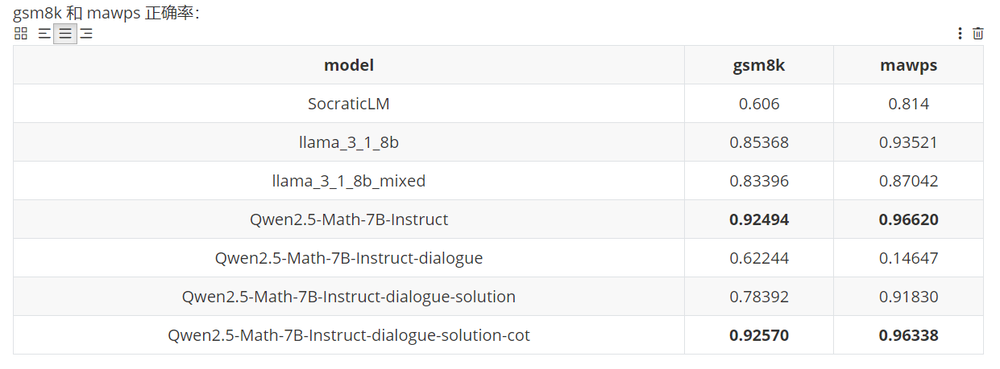 gsm8k 和 mawps 正确率:
model gsm8k mawps
SocraticLM 0.606 0.814
llama_3_1_8b 0.85368 0.93521
llama_3_1_8b_mixed 0.83396 0.87042
Qwen2.5-Math-7B-Instruct 0.92494 0.96620
Qwen2.5-Math-7B-Instruct-dialogue 0.62244 0.14647
Qwen2.5-Math-7B-Instruct-dialogue-solution 0.78392 0.91830
Qwen2.5-Math-7B-Instruct-dialogue-solution-cot 0.92570 0.96338